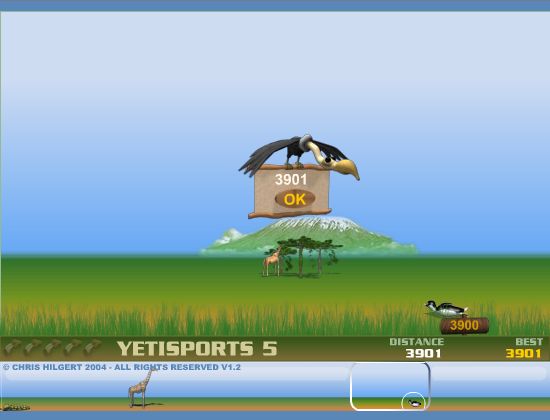 3901
OK
3900
YETISPORTS 5
DISTANCE
3901
BEST
3901
© CHRIS HILGERT 2004 - ALL RIGHTS RESERVED V1.2